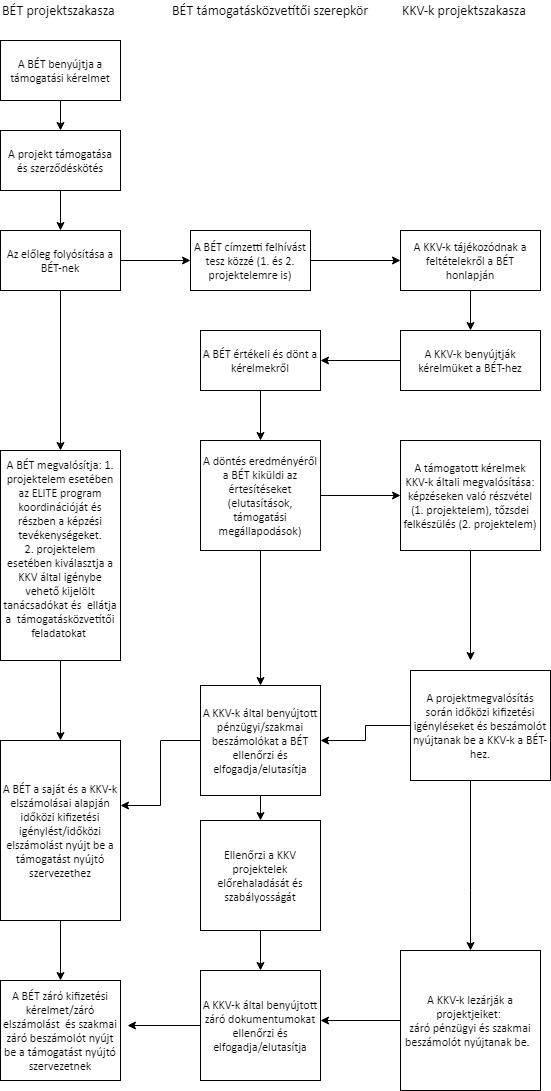 BÉT projektszakasza
BÉT támogatásközvetítői szerepkör
KKV-k projektszakasza
A BÉT benyújtja a
támogatási kérelmet
A projekt támogatása
és szerződéskötés
Az előleg folyósítása a
BÉT-nek
A BÉT címzetti felhívást
tesz közzé (1. és 2.
projektelemre is)
A KKV-k tájékozódnak a
feltételekről a BÉT
honlapján
A BÉT értékeli és dönt a
kérelmekről
A KKV-k benyújtják
kérelmüket a BÉT-hez
A BÉT megvalósítja: 1.
projektelem esetében
az ELITE program
koordinációját és
részben a képzési
tevékenységeket.
2. projektelem
esetében kiválasztja a
KKV által igénybe
vehető kijelölt
tanácsadókat és ellátja
a támogatásközvetítői
feladatokat
A döntés eredményéről
a BÉT kiküldi az
értesítéseket
(elutasítások,
támogatási
megállapodások)
A támogatott kérelmek
KKV-k általi megvalósítása:
képzéseken való részvétel
(1. projektelem), tőzsdei
felkészülés (2. projektelem)
A KKV-k által benyújtott
pénzügyi/szakmai
beszámolókat a BÉT
ellenőrzi és
elfogadja/elutasítja
A projektmegvalósítás
során időközi kifizetési
igényléseket és beszámolót
nyújtanak be a KKV-k a BÉT-
hez.
A BÉT a saját és a KKV-k
elszámolásai alapján
időközi kifizetési
igénylést/időközi
elszámolást nyújt be a
támogatást nyújtó
szervezethez
Ellenőrzi a KKV
projektelek
előrehaladását és
szabályosságát
A BÉT záró kifizetési
kérelmet/záró
elszámolást és szakmai
záró beszámolót nyújt
be a támogatást nyújtó
szervezetnek
A KKV-k által benyújtott
záró dokumentumokat
ellenőrzi és
elfogadja/elutasítja
A KKV-k lezárják a
projektjeiket:
záró pénzügyi és szakmai
beszámolót nyújtanak be.